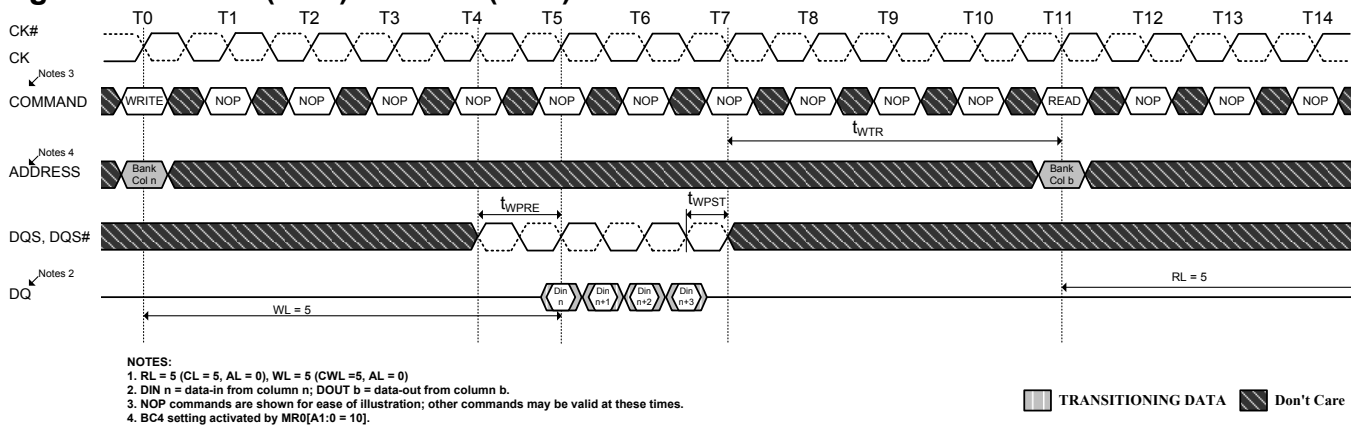 T0 T1 T2 T3 T4 T5 T6 T7 T8 T9 T10 T11 T12 T13 T14
CK#
CK
Notes 3
COMMAND WRITE NOP NOP NOP NOP NOP NOP NOP NOP NOP NOP READ NOP NOP NOP
tWTR
Notes 4
ADDRESS
Bank Bank
Col n Col b
tWPRE tWPST
DQS, DQS#
Notes 2
DQ
Din Din Din Din
n n+1 n+2 n+3
RL = 5
WL = 5
NOTES:
1. RL = 5 (CL = 5, AL = 0), WL = 5 (CWL =5, AL = 0)
2. DIN n = data-in from column n; DOUT b = data-out from column b.
3. NOP commands are shown for ease of illustration; other commands may be valid at these times.
4. BC4 setting activated by MR0[A1:0 = 10].
TRANSITIONING DATA Don't Care